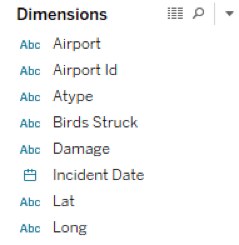 Dimensions
Abc Airport
Abc Airport Id
Abc Atype
Abc Birds Struck
Abc Damage
Incident Date
Abc Lat
Abc Long